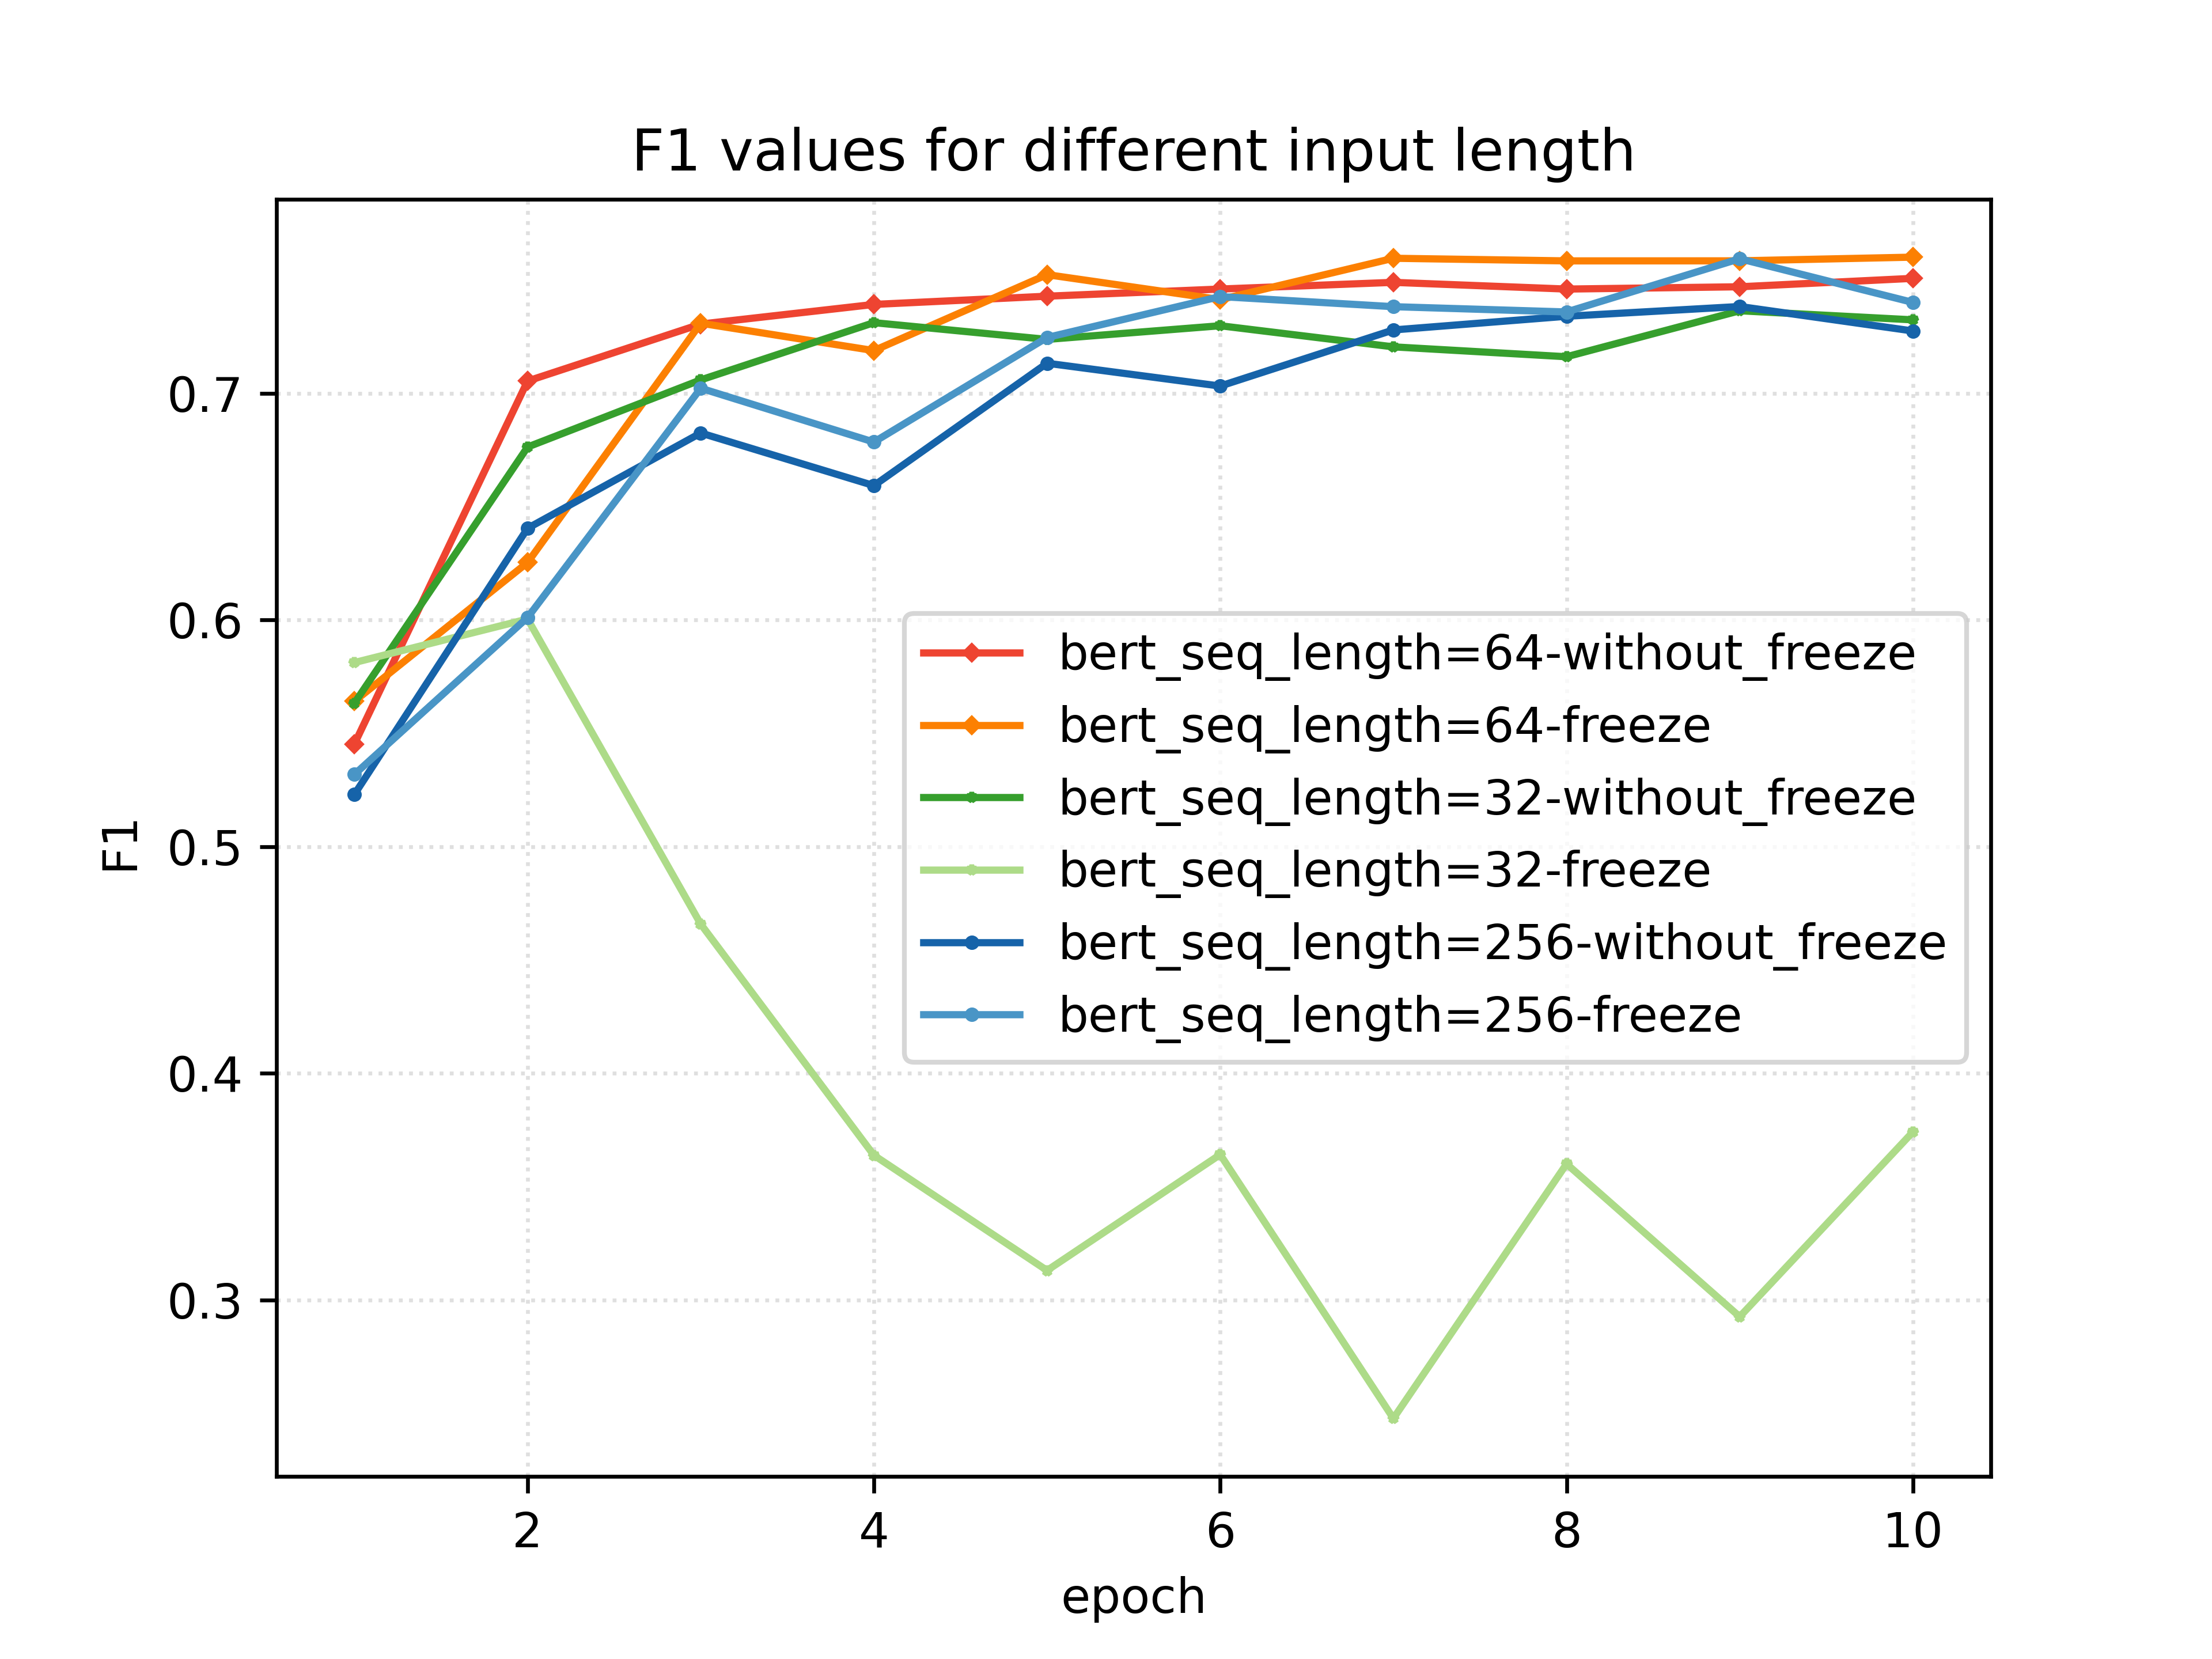 F1 values for different input length
0.7
0.6
0.5
0.4
0.3
F1
bert_seq_length=64-without_freeze
bert_seq_length=64-freeze
bert_seq_length=32-without_freeze
bert_seq_length=32-freeze
bert_seq_length=256-without_freeze
bert_seq_length=256-freeze
2 4 6 8 10
epoch